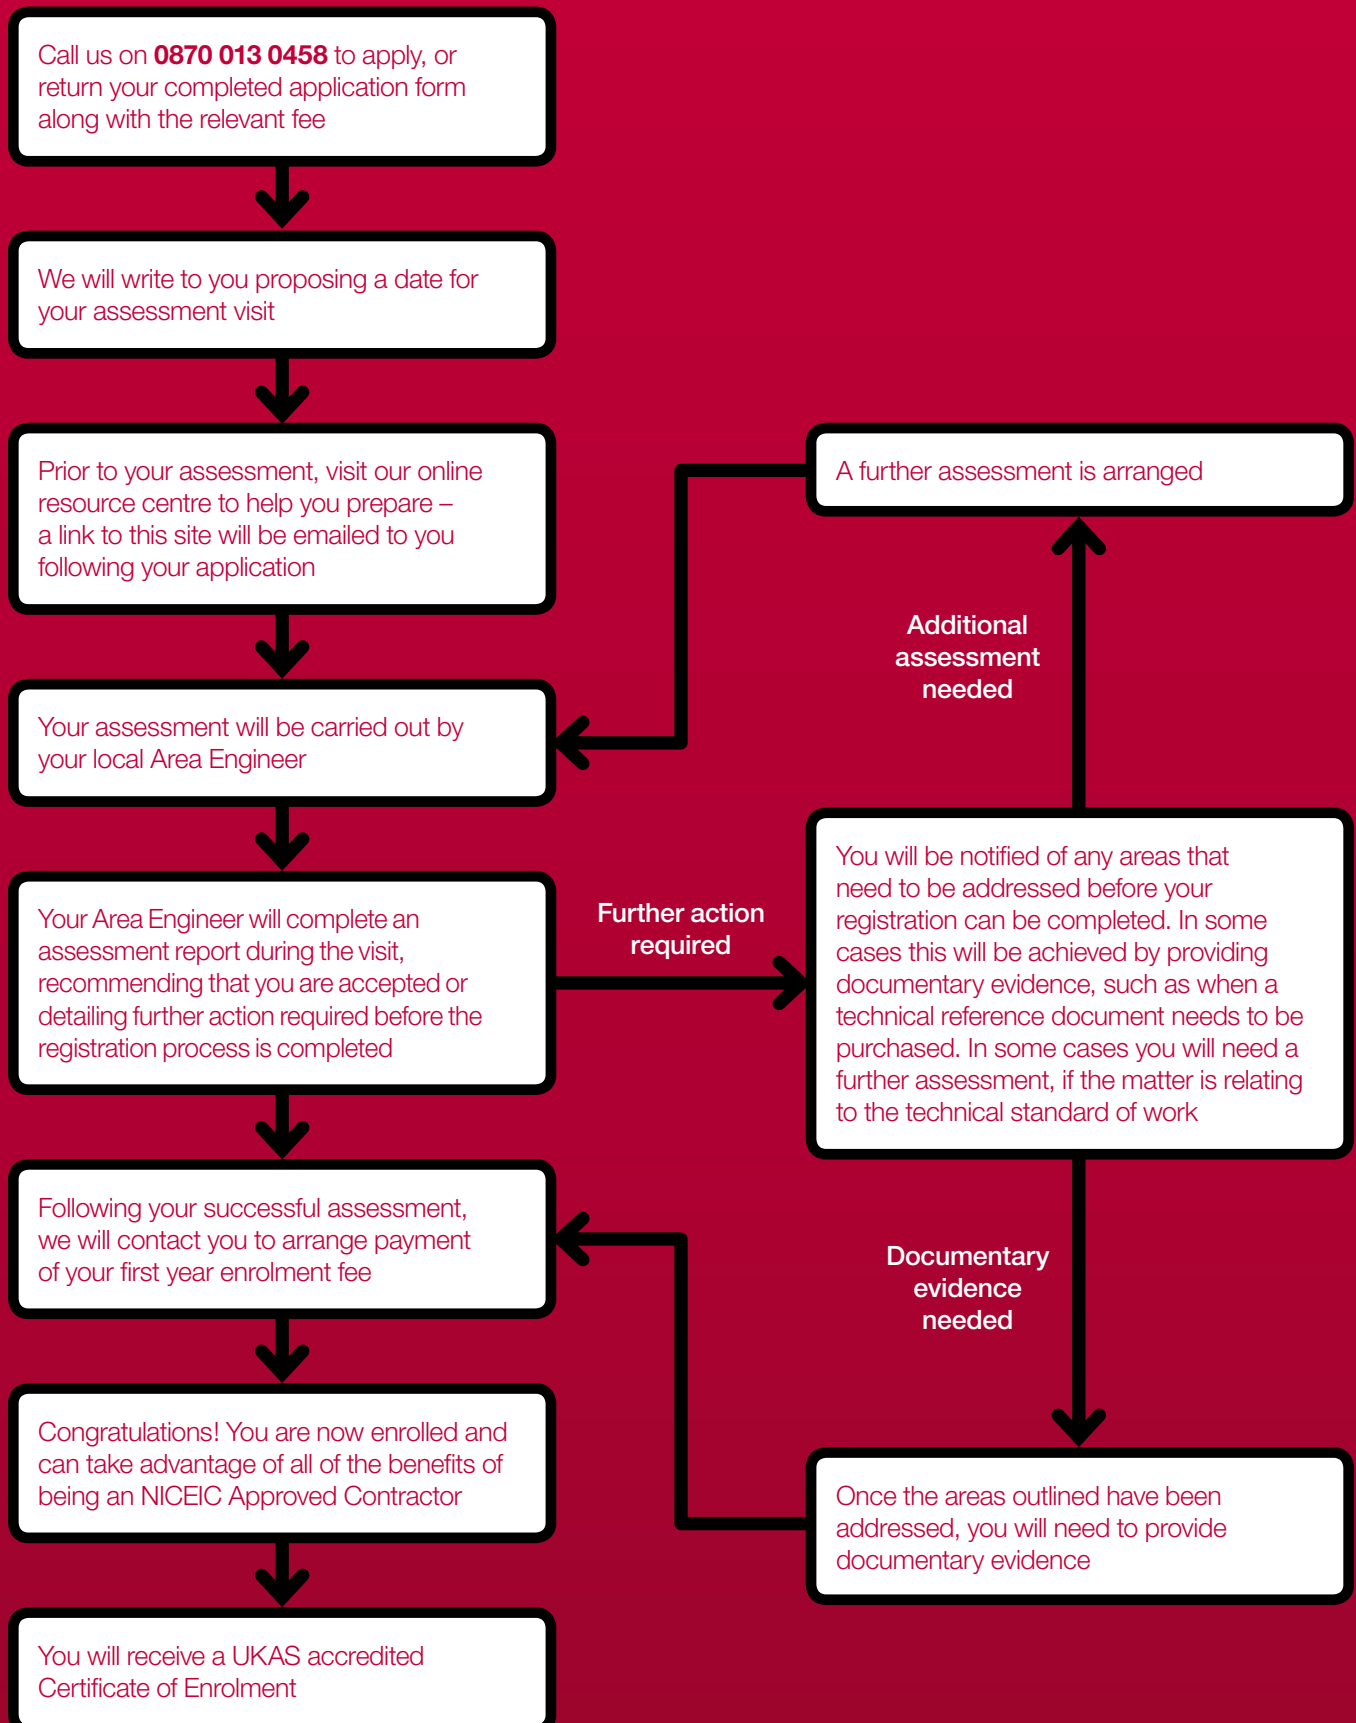 Call us on 0870 013 0458 to apply, or
return your completed application form
along with the relevant fee
We will write to you proposing a date for
your assessment visit
Prior to your assessment, visit our online
resource centre to help you prepare –
a link to this site will be emailed to you
following your application
A further assessment is arranged
Additional
assessment
needed
Your assessment will be carried out by
your local Area Engineer
Your Area Engineer will complete an
assessment report during the visit,
recommending that you are accepted or
detailing further action required before the
registration process is completed
Further action
required
You will be notified of any areas that
need to be addressed before your
registration can be completed. In some
cases this will be achieved by providing
documentary evidence, such as when a
technical reference document needs to be
purchased. In some cases you will need a
further assessment, if the matter is relating
to the technical standard of work
Following your successful assessment,
we will contact you to arrange payment
of your first year enrolment fee
Documentary
evidence
needed
Congratulations! You are now enrolled and
can take advantage of all of the benefits of
being an NICEIC Approved Contractor
Once the areas outlined have been
addressed, you will need to provide
documentary evidence
You will receive a UKAS accredited
Certificate of Enrolment